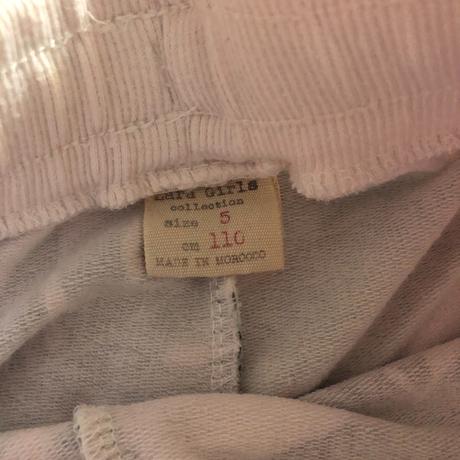 Zara Girls
collection
size 5
cm 110
MADE IN MOROCCO